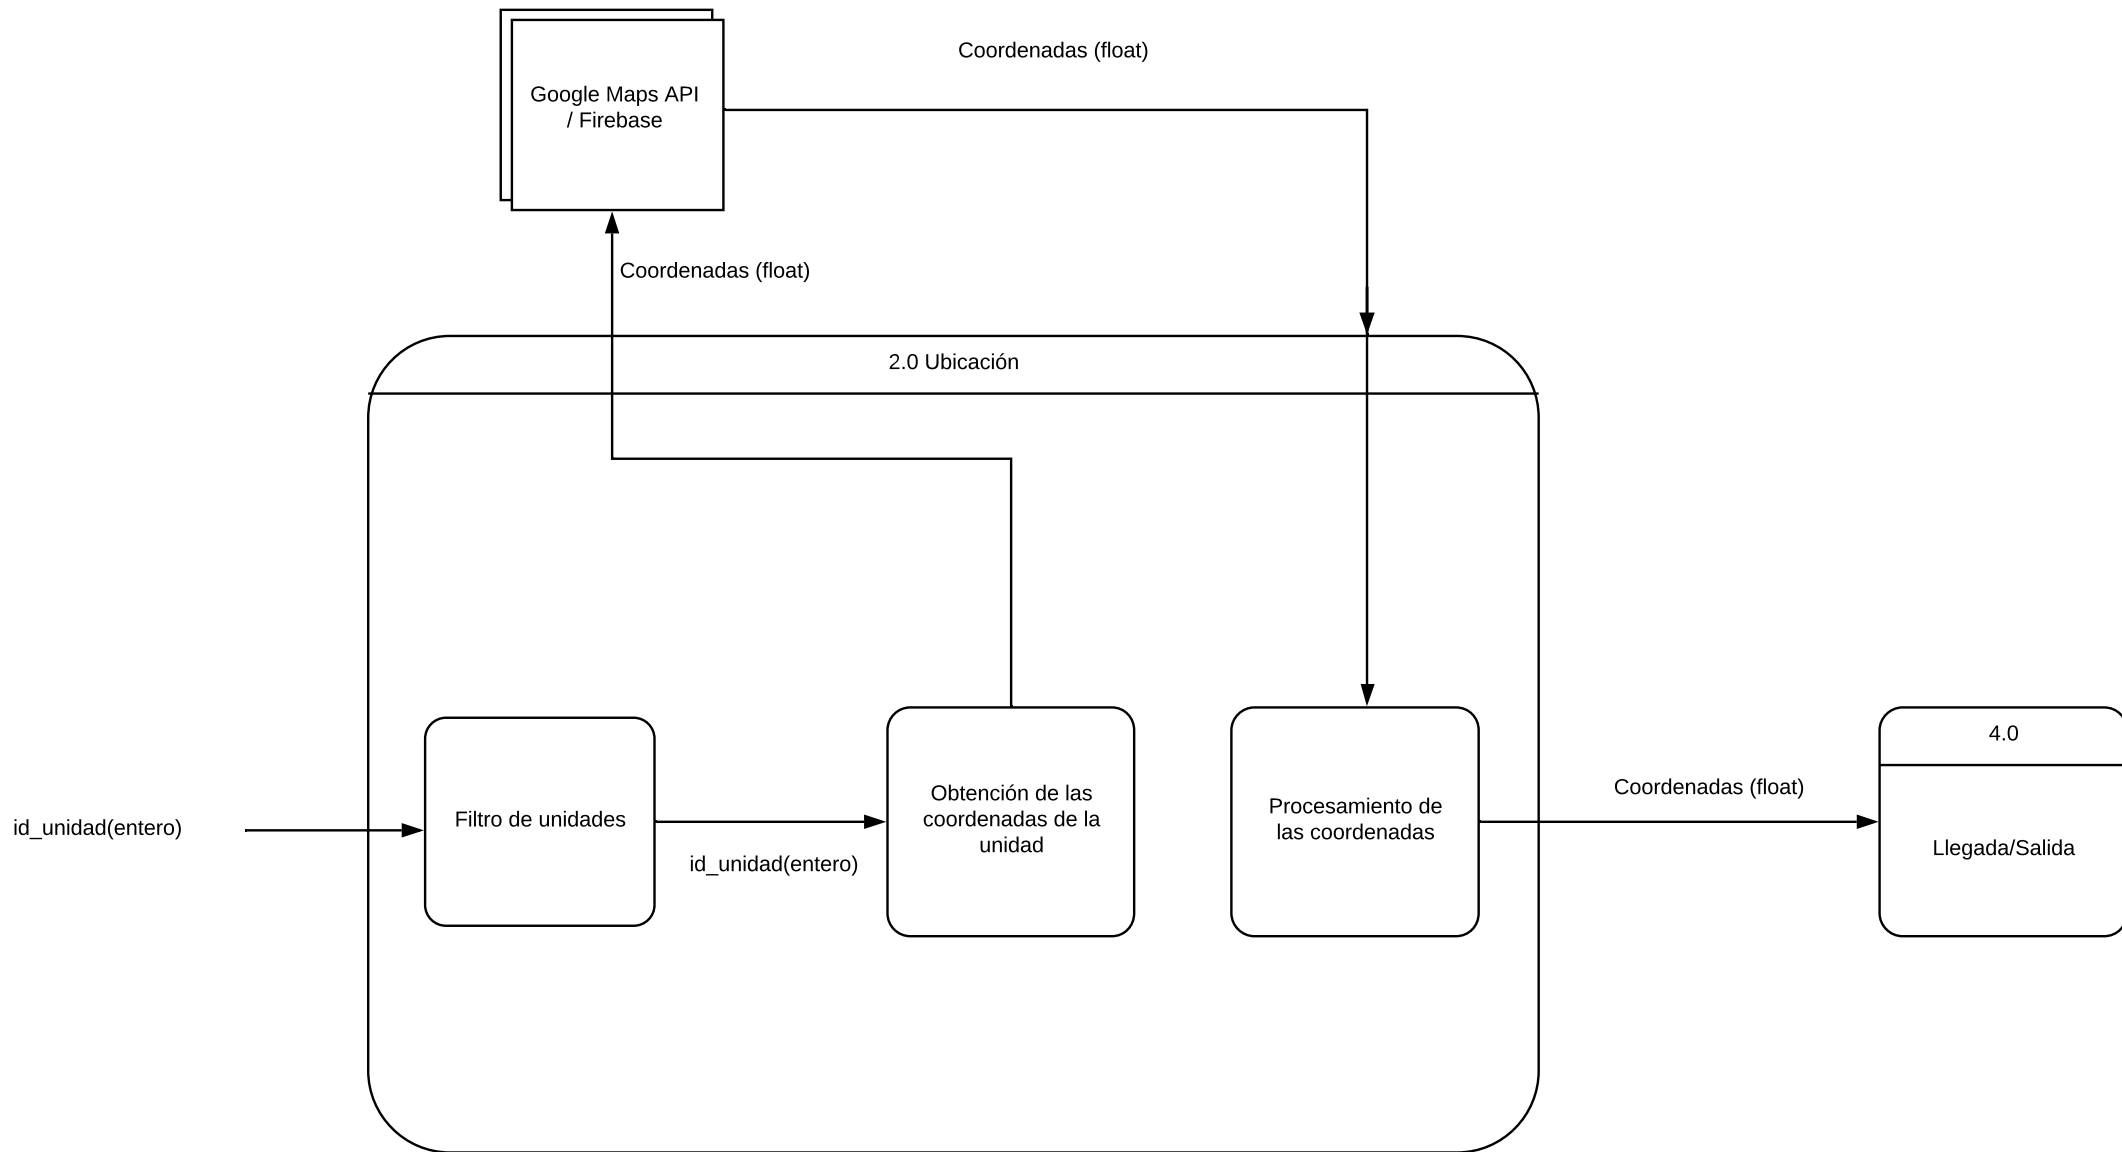 Coordenadas (float)
Google Maps API
/ Firebase
Coordenadas (float)
2.0 Ubicación
id_unidad(entero)
Filtro de unidades
id_unidad(entero)
Obtención de las
coordenadas de la
unidad
Procesamiento de
las coordenadas
Coordenadas (float)
4.0
Llegada/Salida